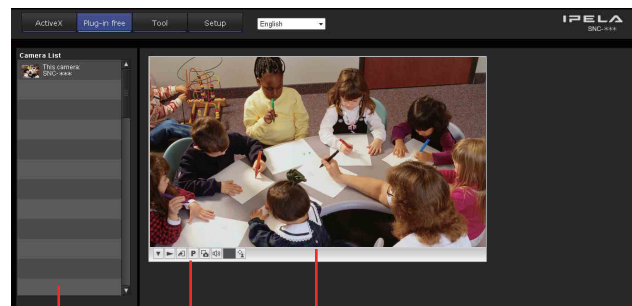 ActiveX Plug-in free Tool Setup English
IPELA
SNC-***
Camera List
This camera:
SNC-***
P